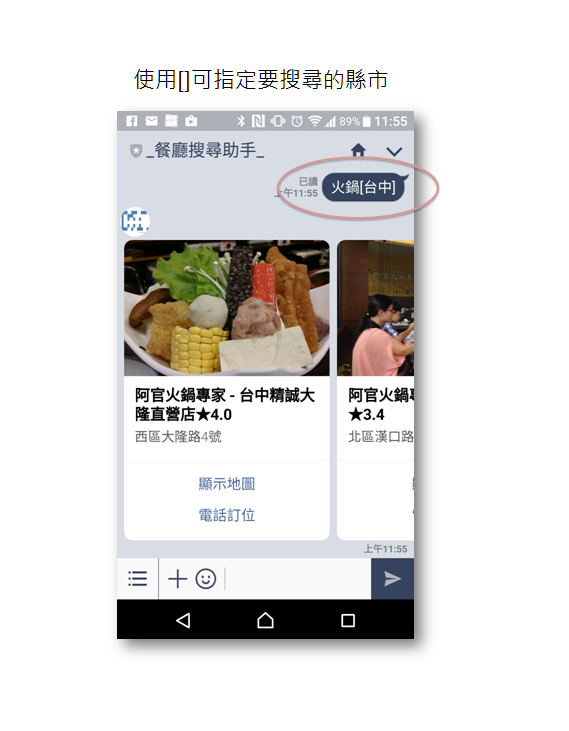 使用[]可指定要搜尋的縣市
89% 11:55
_餐廳搜尋助手_
已讀
上午11:55
火鍋[台中]
阿官火鍋專家 - 台中精誠大
隆直營店★4.0
西區大隆路4號
顯示地圖
電話訂位
阿官火鍋
★3.4
北區漢口路
上午11:55